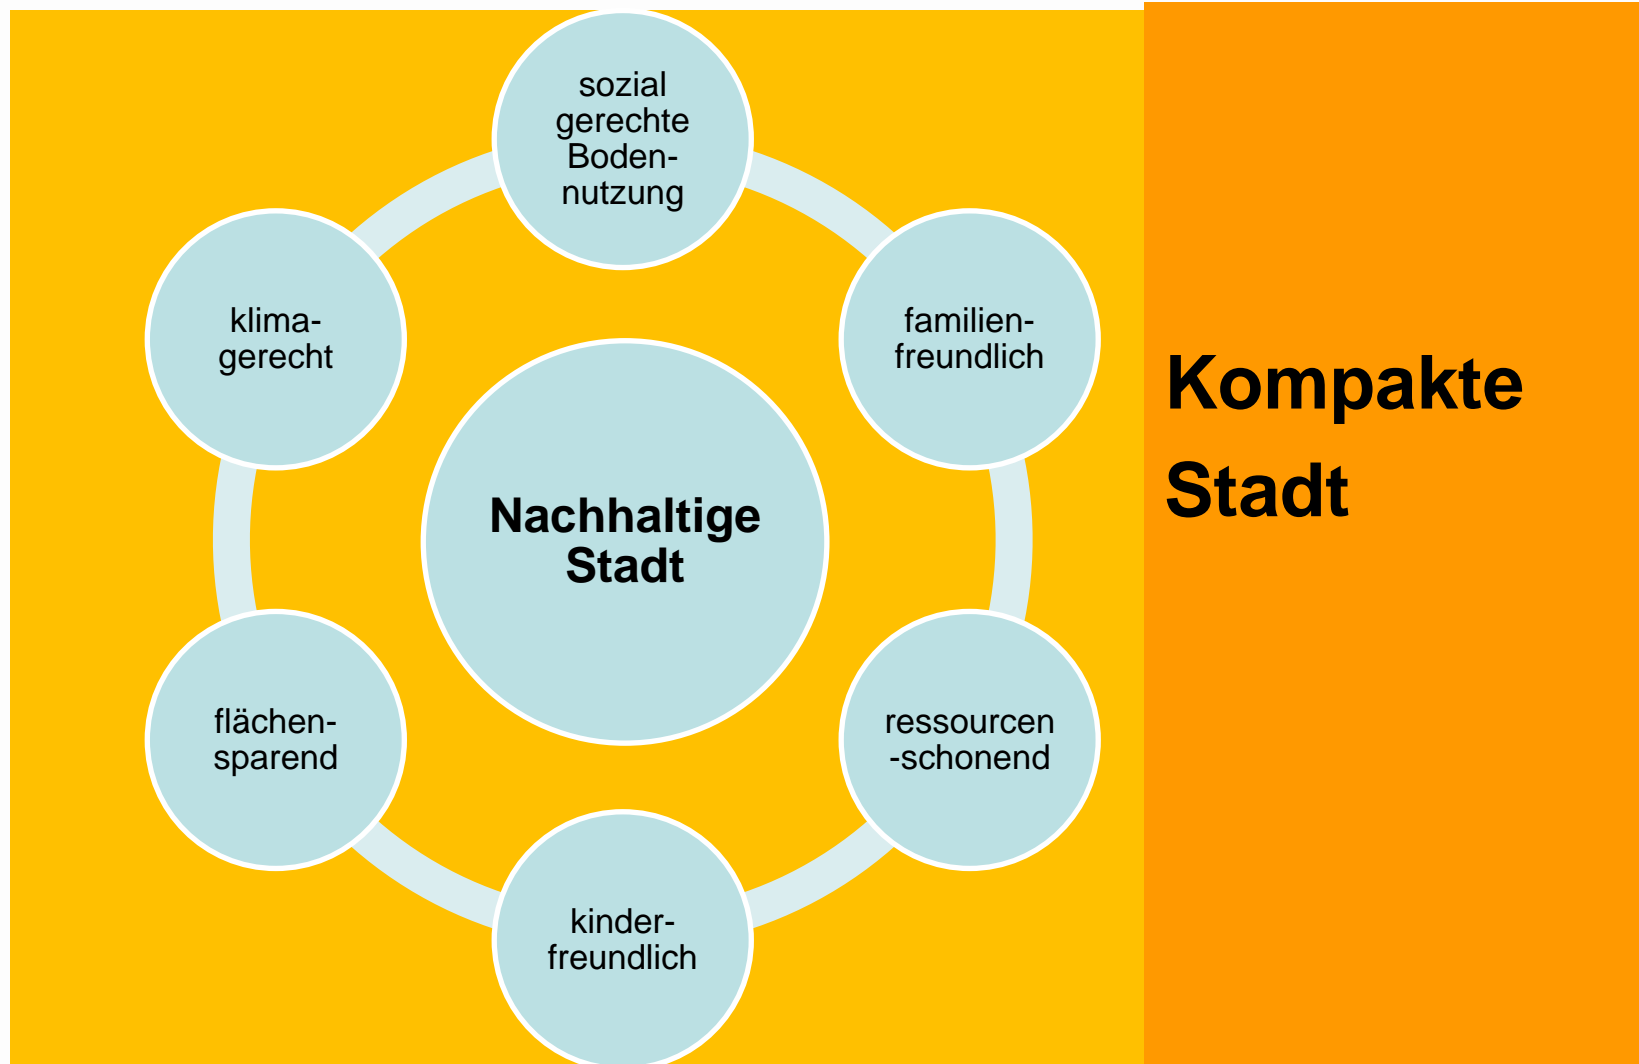 sozial
gerechte
Boden-
nutzung
familien-
freundlich
ressourcen
-schonend
kinder-
freundlich
flächen-
sparend
klima-
gerecht
Nachhaltige
Stadt
Kompakte
Stadt